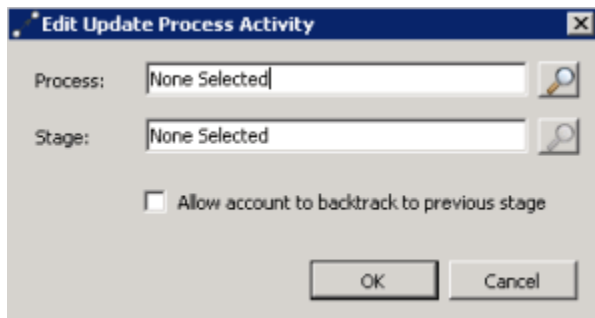 Edit Update Process Activity
Process: None Selected
Stage: None Selected
Allow account to backtrack to previous stage
OK Cancel